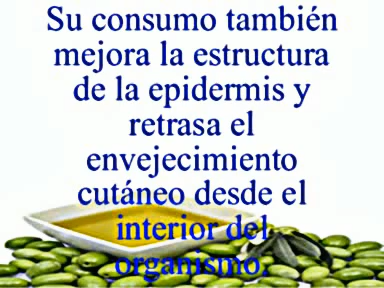 Su consumo también
mejora la estructura
de la epidermis y
retrasa el
envejecimiento
cutáneo desde el
interior del
organismo.